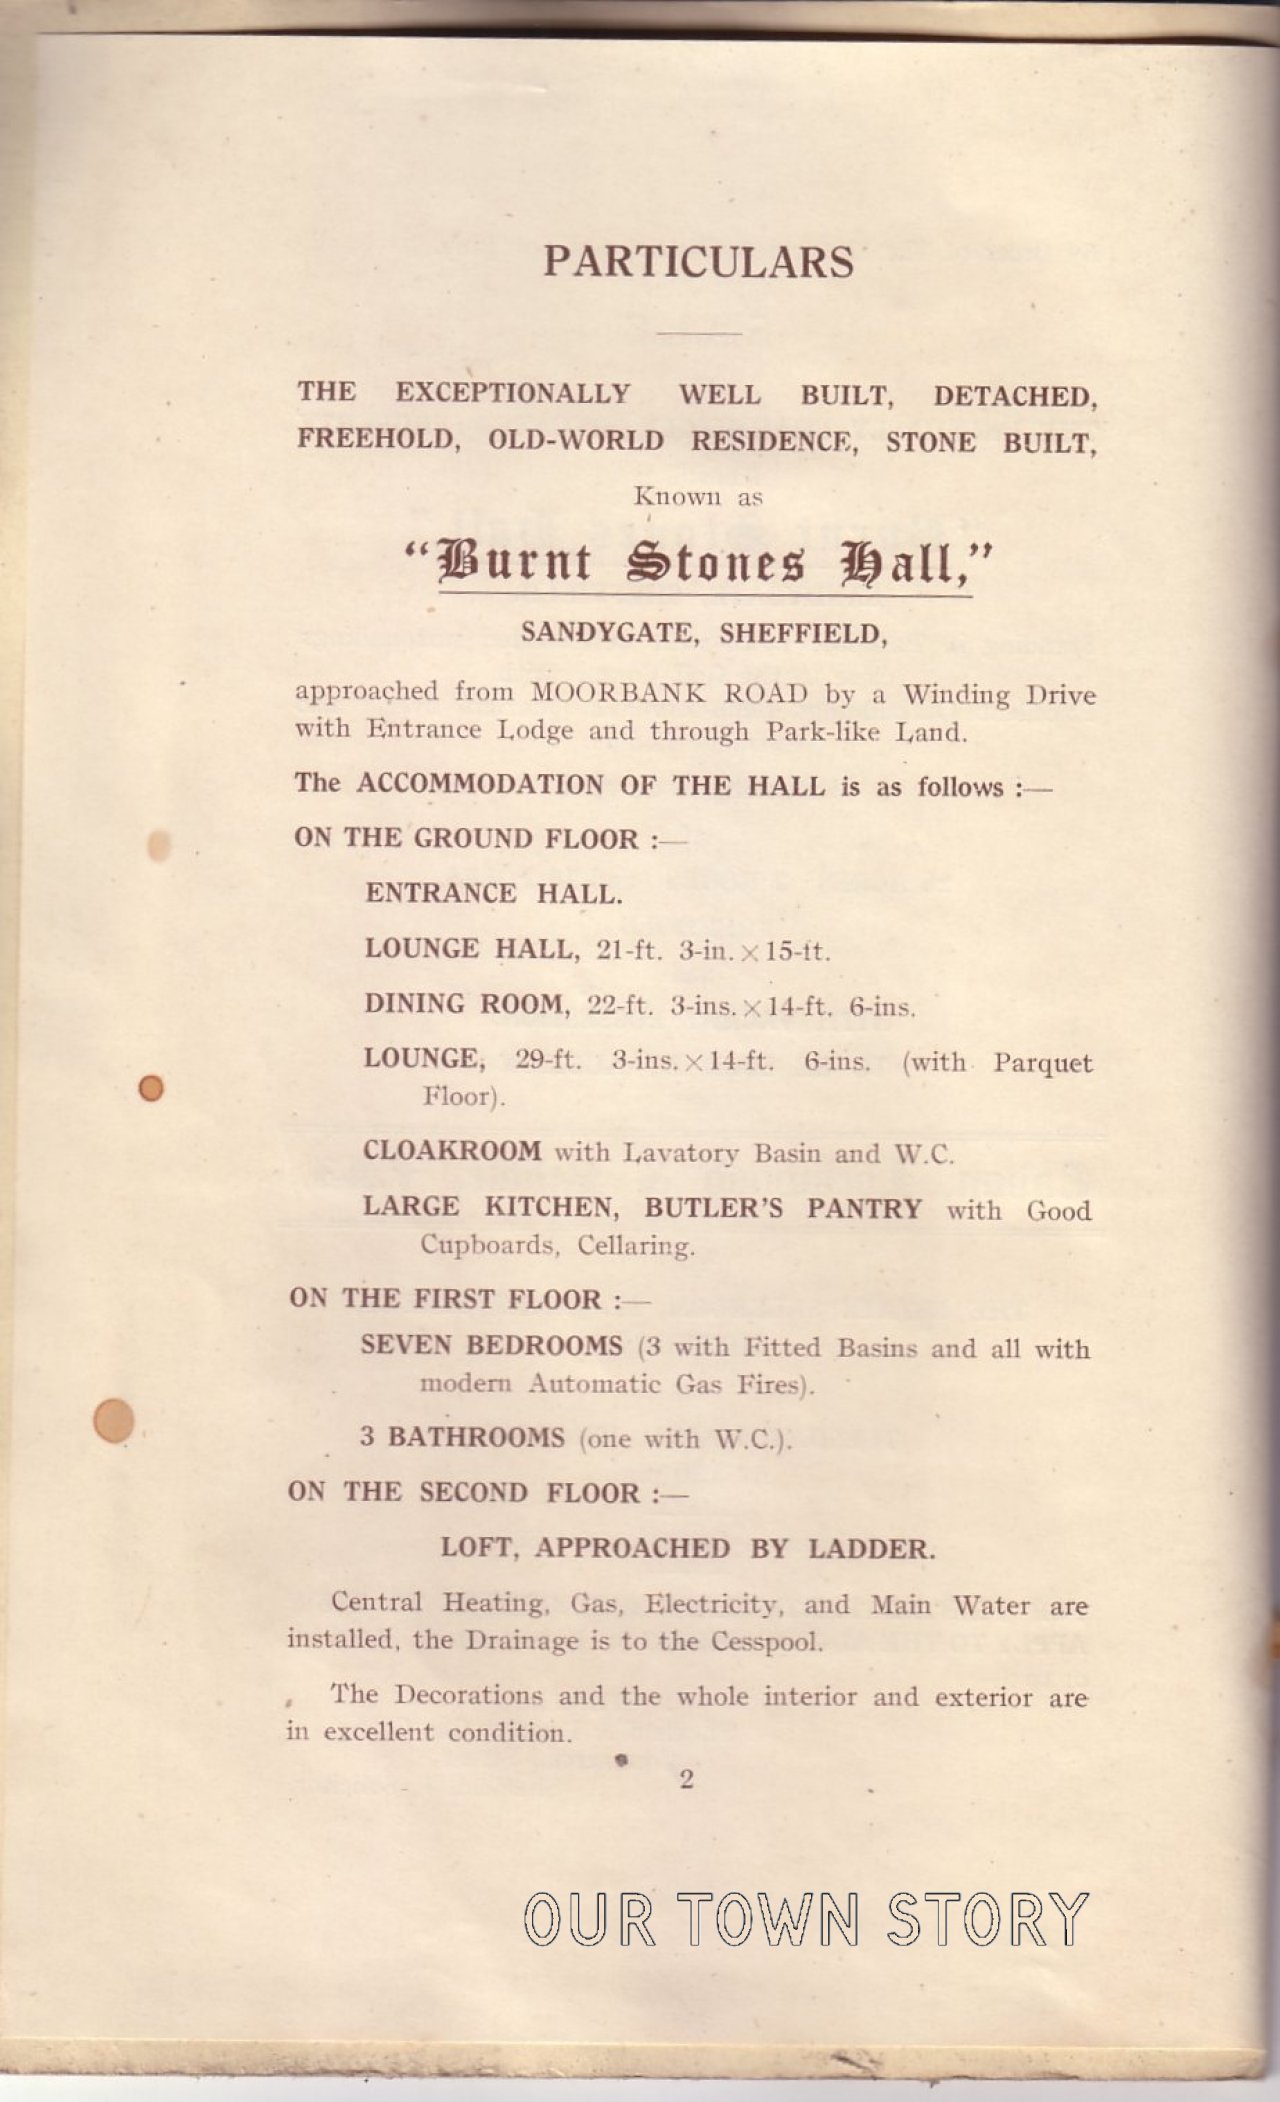 PARTICULARS
THE EXCEPTIONALLY WELL BUILT, DETACHED,
FREEHOLD, OLD-WORLD RESIDENCE, STONE BUILT,
Known as
“Burnt Stones Hall,”
SANDYGATE, SHEFFIELD,
approached from MOORBANK ROAD by a Winding Drive
with Entrance Lodge and through Park-like Land.
The ACCOMMODATION OF THE HALL is as follows :—
ON THE GROUND FLOOR :—
ENTRANCE HALL.
LOUNGE HALL, 21-ft. 3-in. × 15-ft.
DINING ROOM, 22-ft. 3-ins. × 14-ft. 6-ins.
LOUNGE, 29-ft. 3-ins. × 14-ft. 6-ins. (with Parquet
Floor).
CLOAKROOM with Lavatory Basin and W.C.
LARGE KITCHEN, BUTLER’S PANTRY with Good
Cupboards, Cellaring.
ON THE FIRST FLOOR :—
SEVEN BEDROOMS (3 with Fitted Basins and all with
modern Automatic Gas Fires).
3 BATHROOMS (one with W.C.).
ON THE SECOND FLOOR :—
LOFT, APPROACHED BY LADDER.
Central Heating, Gas, Electricity, and Main Water are
installed, the Drainage is to the Cesspool.
The Decorations and the whole interior and exterior are
in excellent condition.
2
OUR TOWN STORY